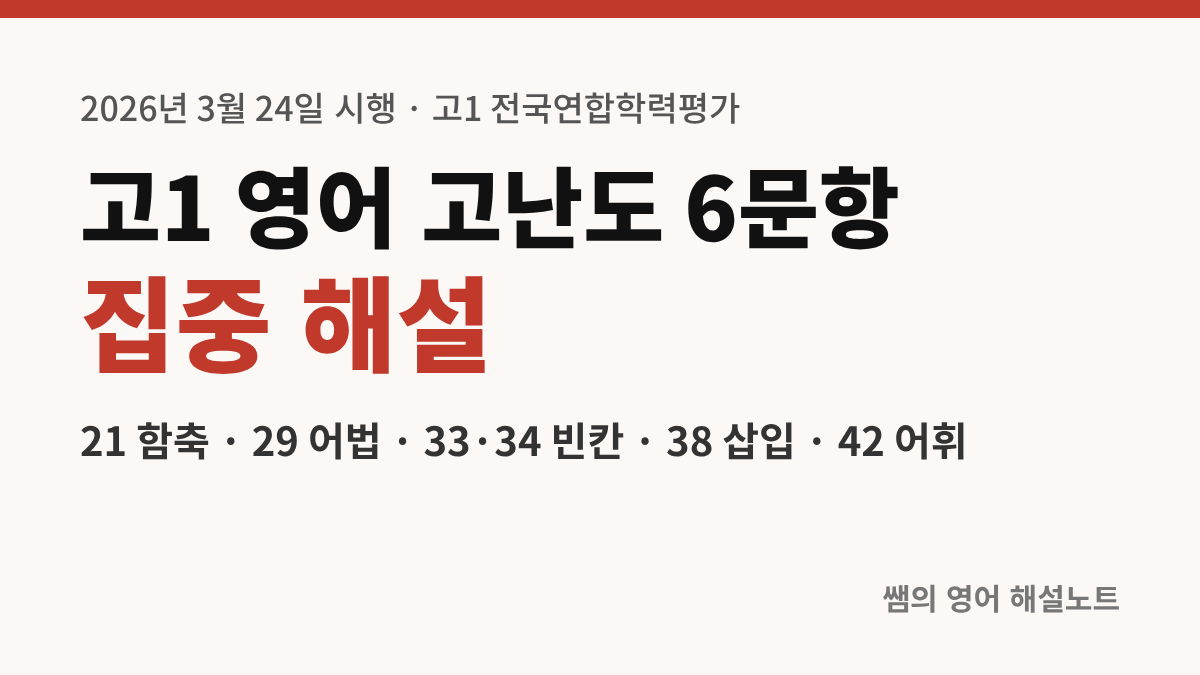 2026년 3월 24일 시행 · 고1 전국연합학력평가
고1 영어 고난도 6문항
집중 해설
21 함축 · 29 어법 · 33·34 빈칸 · 38 삽입 · 42 어휘
쌤의 영어 해설노트